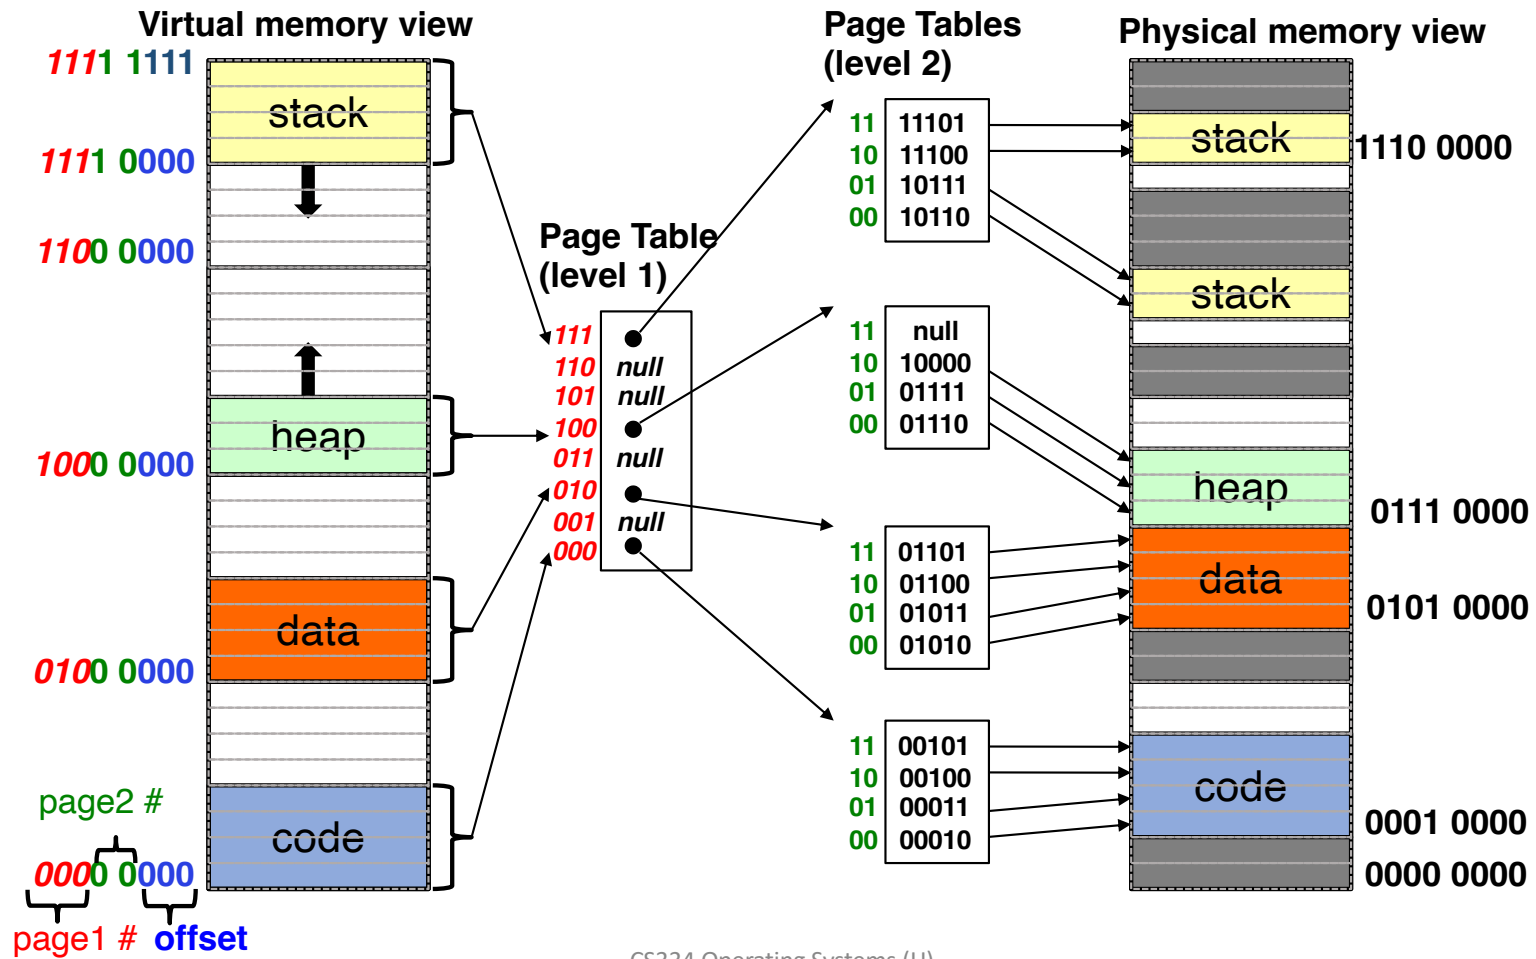 Virtual memory view
1111 1111
stack
1111 0000
1100 0000
heap
1000 0000
data
0100 0000
page2 #
code
0000 0000
page1 # offset
Page Table
(level 1)
111
110 null
101 null
100
011 null
010
001 null
000
Page Tables
(level 2)
11 11101
10 11100
01 10111
00 10110
11 null
10 10000
01 01111
00 01110
11 01101
10 01100
01 01011
00 01010
11 00101
10 00100
01 00011
00 00010
Physical memory view
stack
1110 0000
stack
heap
0111 0000
data
0101 0000
code
0001 0000
0000 0000
CS324 Operating Systems (H)